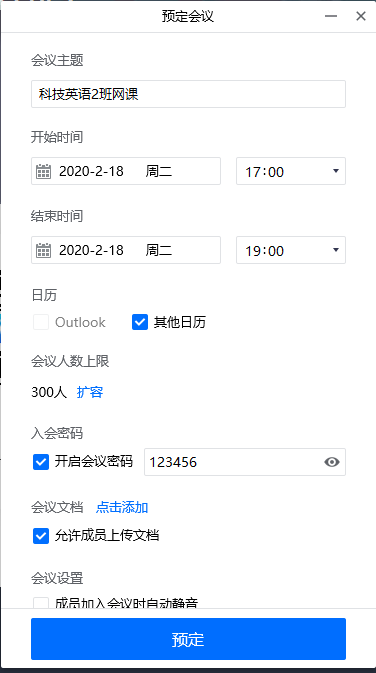 预定会议
会议主题
科技英语2班网课
开始时间
2020-2-18 周二 17:00
结束时间
2020-2-18 周二 19:00
日历
Outlook 其他日历
会议人数上限
300人 扩容
入会密码
开启会议密码 123456
会议文档 点击添加
允许成员上传文档
会议设置
成员加入会议时自动静音
预定